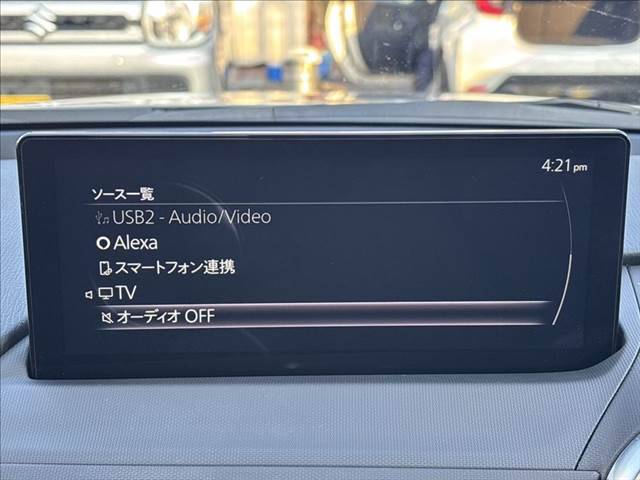 4:21 pm
ソース一覧
USB2 - Audio/Video
Alexa
スマートフォン連携
TV
オーディオ OFF